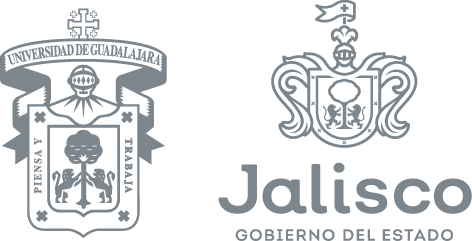 UNIVERSIDAD DE GUADALAJARA
PIENSA Y
TRABAJA
Jalisco
GOBIERNO DEL ESTADO